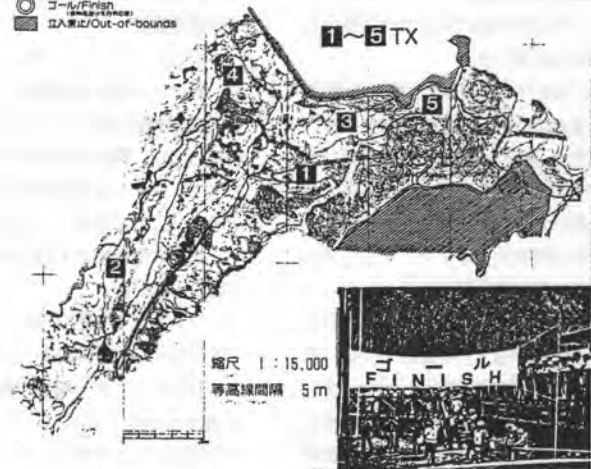 ゴール/Finish
立入禁止/Out-of-bounds
1～5 TX
4
5
3
1
2
縮尺 1:15,000
等高線間隔 5m
ゴール
FINISH